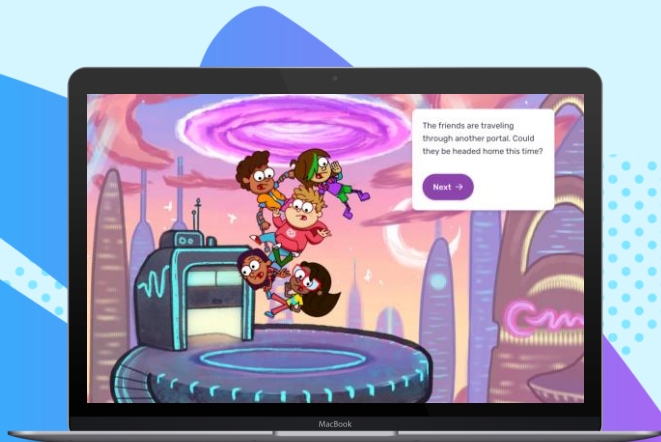 The friends are traveling
through another portal. Could
they be headed home this time?
Next →
MacBook